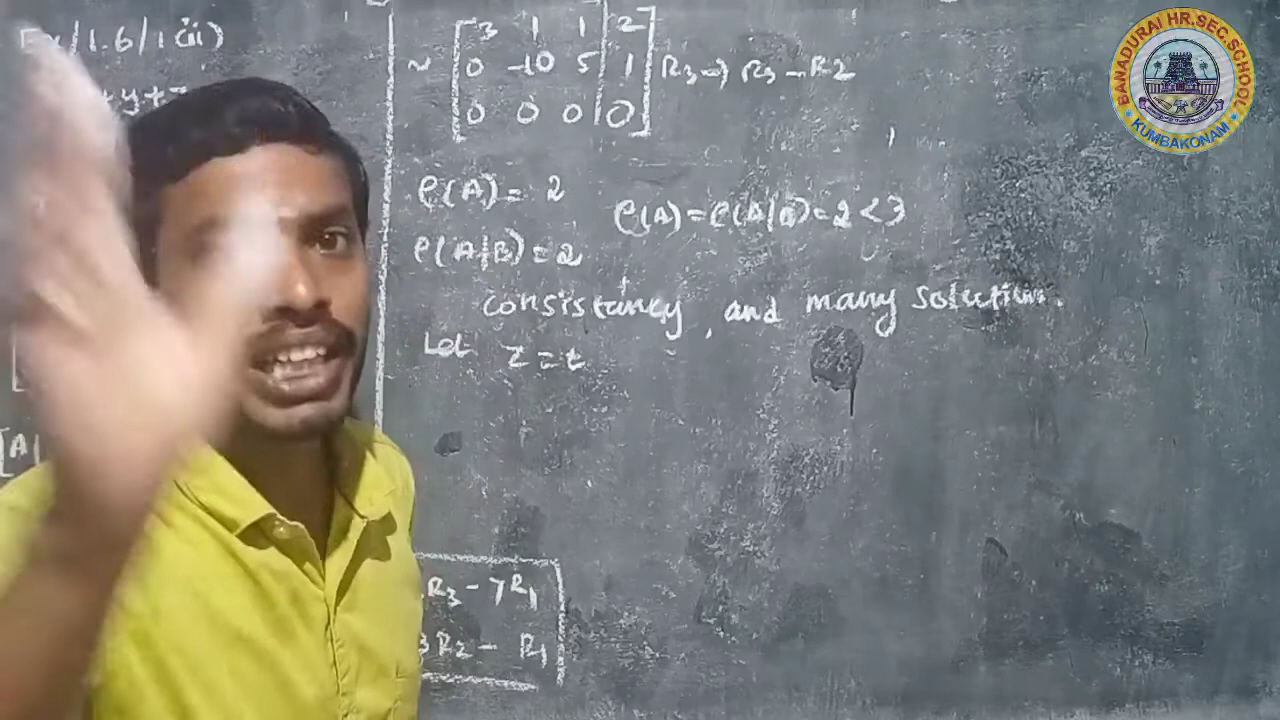 Ex/1.6/1(ii)
+y+z
3 1 1 | 2
~ 0 -10 5 | 1 R3 → R3 - R2
0 0 0 | 0
ρ(A) = 2
ρ(A) = ρ(A|B) = 2 < 3
ρ(A|B) = 2
consistancy, and many solution.
Let z = t
[A|
R3 - 7R1
3R2 - R1
BANADURAI HR.SEC.SCHOOL
KUMBAKONAM